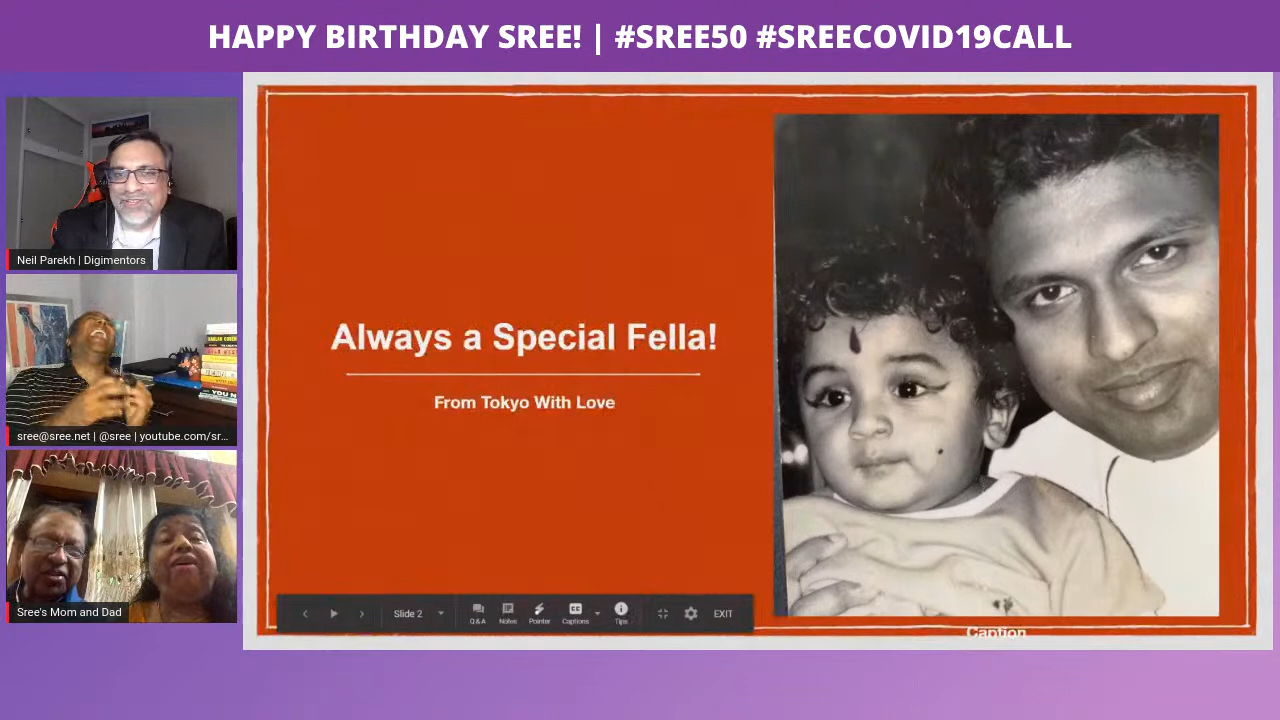 HAPPY BIRTHDAY SREE! | #SREE50 #SREECOVID19CALL
Neil Parekh | Digimentors
sree@sree.net | @sree | youtube.com/sr...
Sree's Mom and Dad
Always a Special Fella!
From Tokyo With Love
Slide 2
Q & A
Notes
Pointer
CC
Captions
Tips
EXIT
Caption